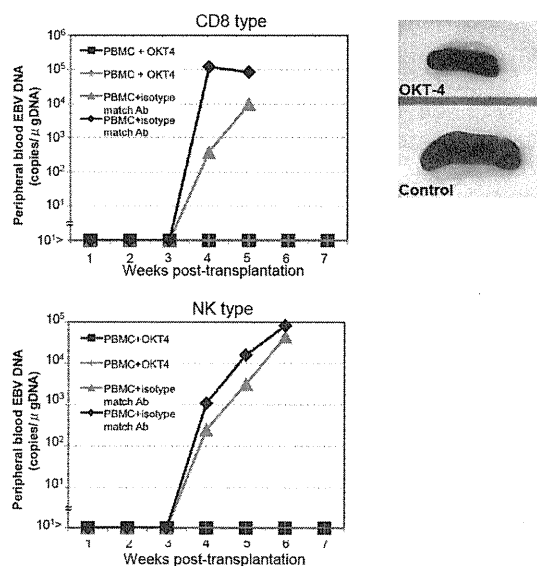 CD8 type
Peripheral blood EBV DNA
(copies/μ gDNA)
10⁶
10⁵
10⁴
10³
10²
10¹
10¹>
PBMC + OKT4
PBMC + OKT4
PBMC+isotype
match Ab
PBMC+isotype
match Ab
1 2 3 4 5 6 7
Weeks post-transplantation
OKT-4
Control
NK type
Peripheral blood EBV DNA
(copies/μ gDNA)
10⁵
10⁴
10³
10²
10¹
10¹>
PBMC+OKT4
PBMC+OKT4
PBMC+isotype
match Ab
PBMC+isotype
match Ab
1 2 3 4 5 6 7
Weeks post-transplantation